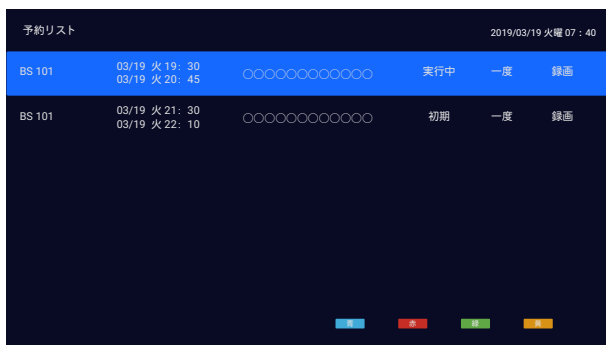 予約リスト 2019/03/19 火曜 07：40
BS 101 03/19 火 19：30 ○○○○○○○○○○○○ 実行中 一度 録画
03/19 火 20：45
BS 101 03/19 火 21：30 ○○○○○○○○○○○○ 初期 一度 録画
03/19 火 22：10
青 赤 緑 黄